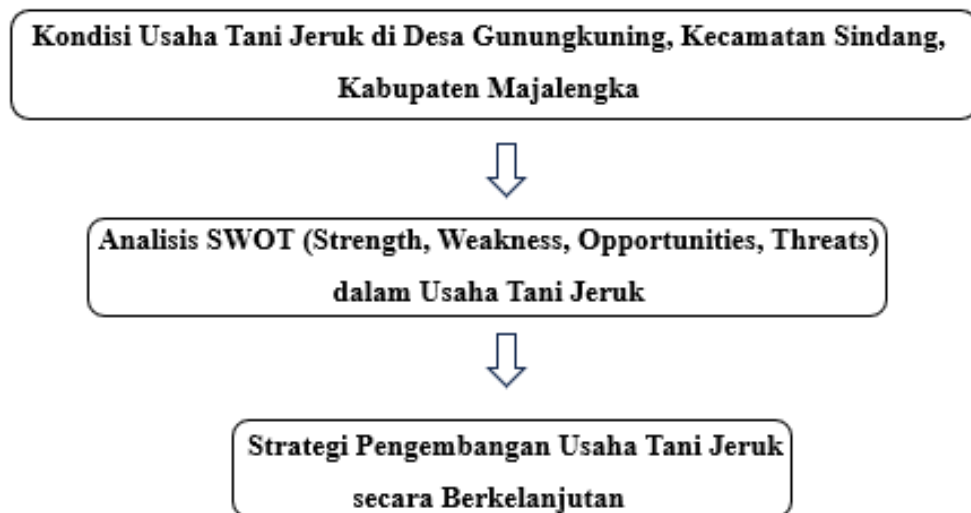 Kondisi Usaha Tani Jeruk di Desa Gunungkuning, Kecamatan Sindang,
Kabupaten Majalengka
Analisis SWOT (Strength, Weakness, Opportunities, Threats)
dalam Usaha Tani Jeruk
Strategi Pengembangan Usaha Tani Jeruk
secara Berkelanjutan